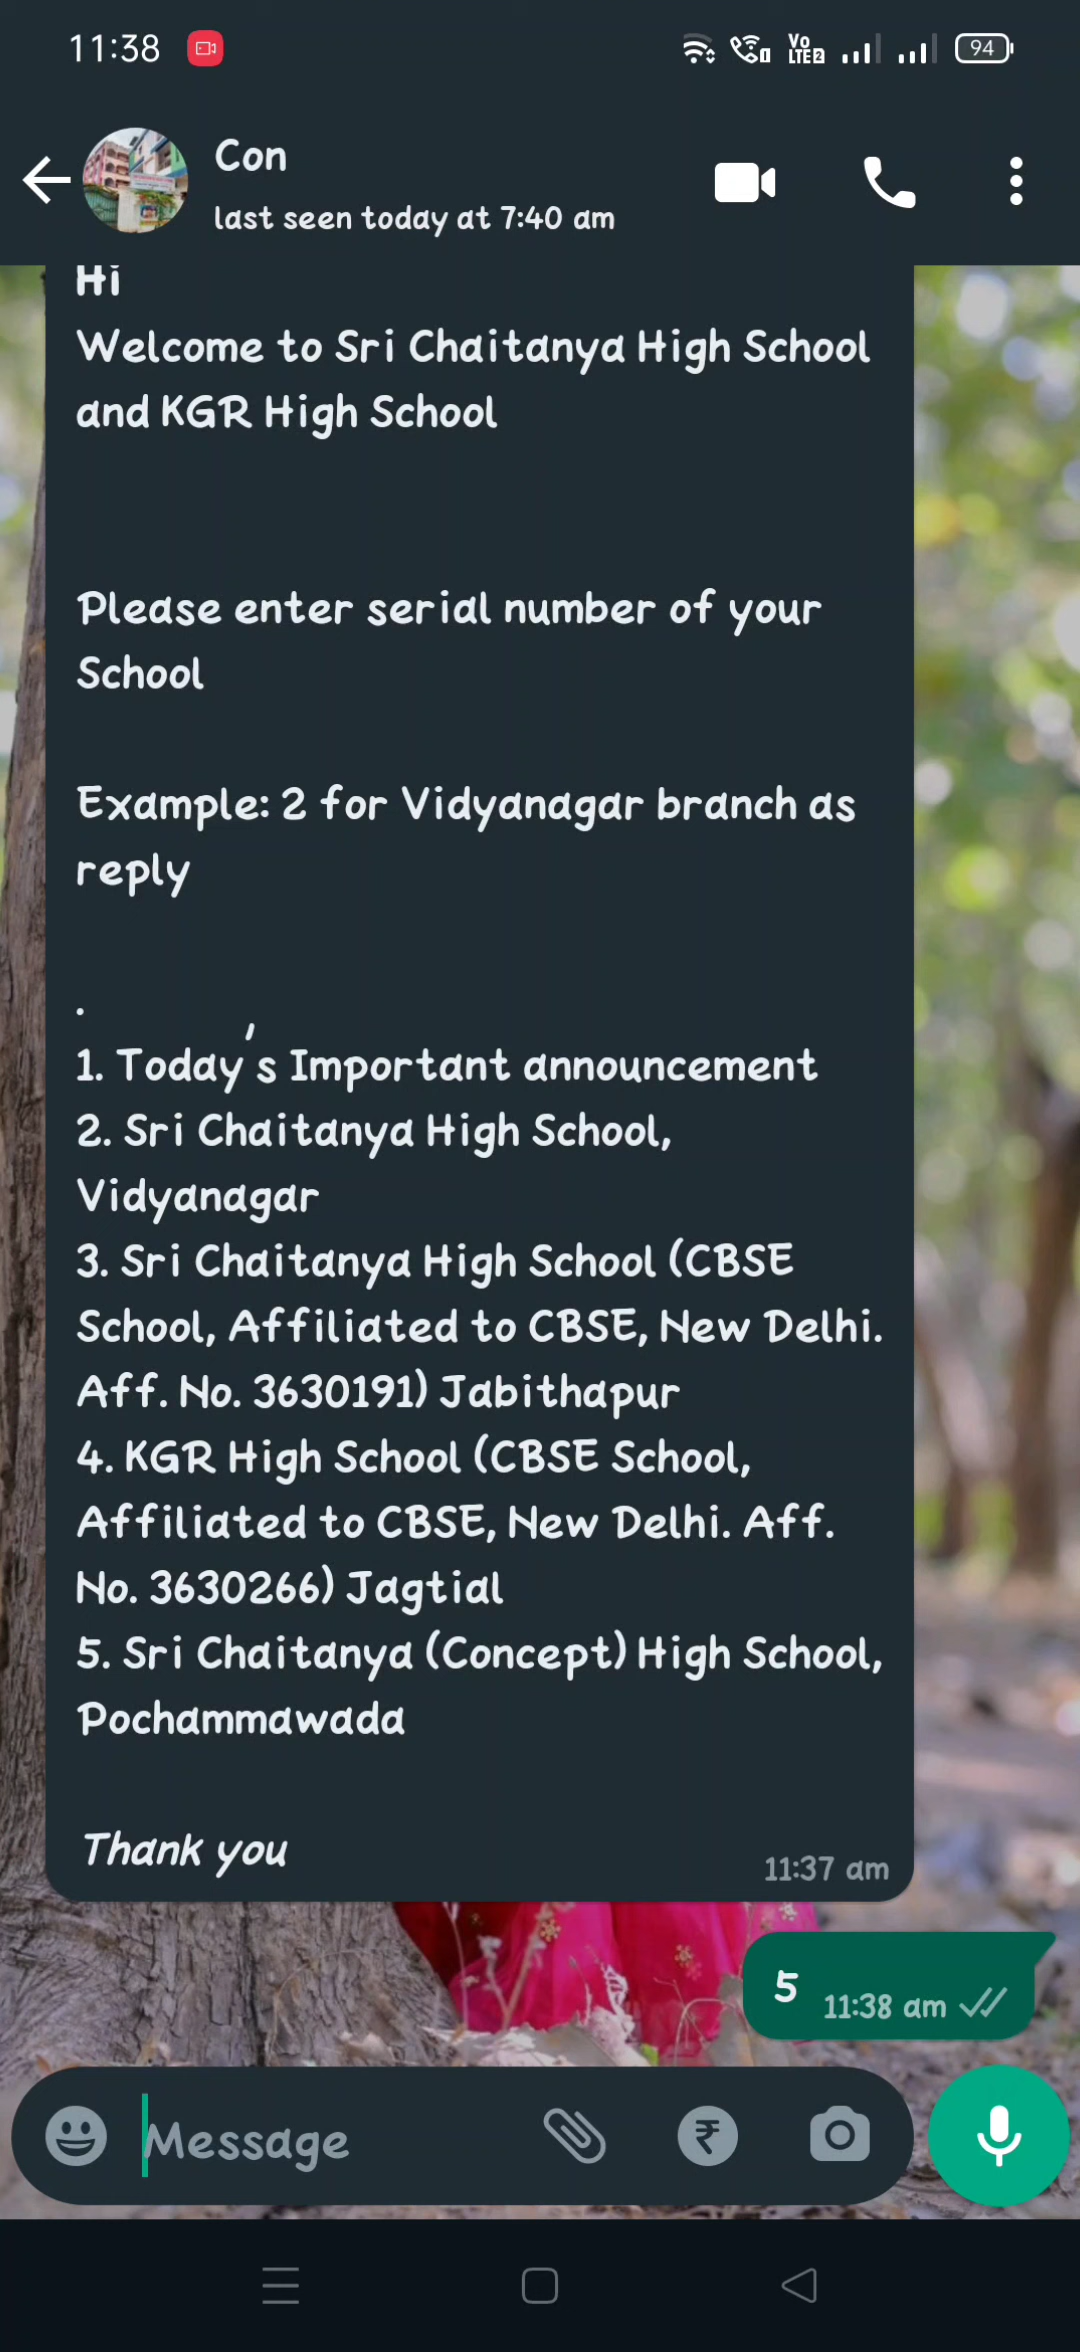 11:38
Vo
LTE2
94
Con
last seen today at 7:40 am
Hi
Welcome to Sri Chaitanya High School
and KGR High School
Please enter serial number of your
School
Example: 2 for Vidyanagar branch as
reply
.
1. Today's Important announcement
2. Sri Chaitanya High School,
Vidyanagar
3. Sri Chaitanya High School (CBSE
School, Affiliated to CBSE, New Delhi.
Aff. No. 3630191) Jabithapur
4. KGR High School (CBSE School,
Affiliated to CBSE, New Delhi. Aff.
No. 3630266) Jagtial
5. Sri Chaitanya (Concept) High School,
Pochammawada
Thank you
11:37 am
5
11:38 am
Message